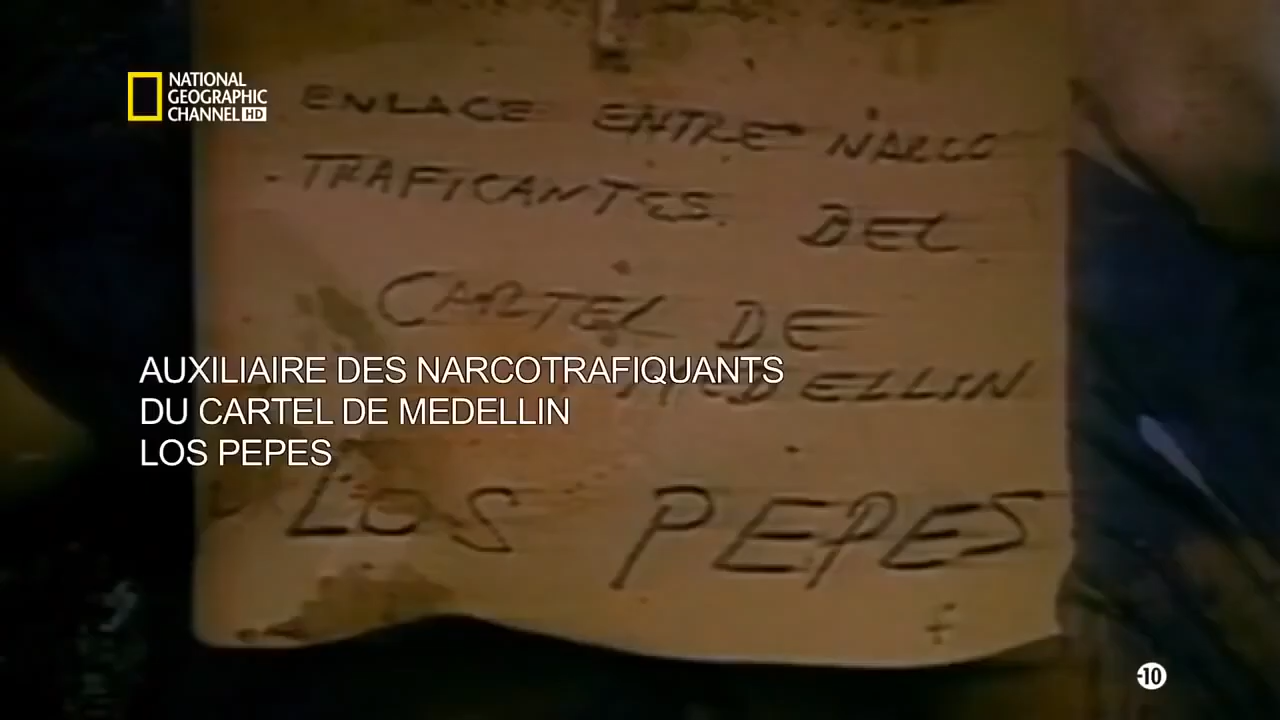 NATIONAL
GEOGRAPHIC
CHANNEL HD
ENLACE ENTRE NARCO
-TRAFICANTES DEL
CARTEL DE
MEDELLIN
AUXILIAIRE DES NARCOTRAFIQUANTS
DU CARTEL DE MEDELLIN
LOS PEPES
LOS PEPES
-10